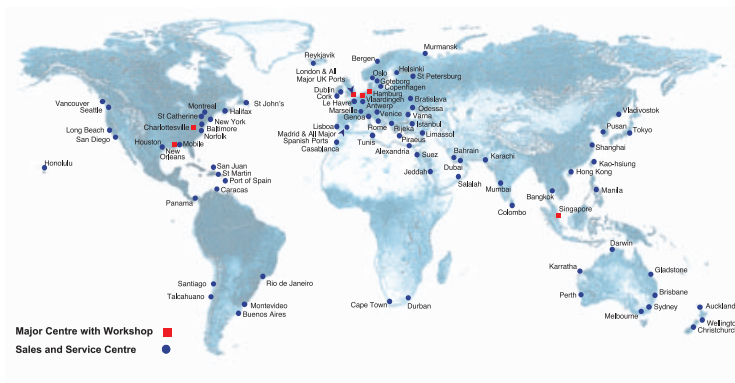 Murmansk
Reykjavik
Bergen
London & All
Major UK Ports
Oslo
Helsinki
Goteborg
St Petersburg
Copenhagen
Dublin
Cork
Hamburg
Le Havre
Vlaardingen
Antwerp
Bratislava
Vancouver
Seattle
Montreal
St John's
Halifax
St Catherine
New York
Charlottesville
Baltimore
Norfolk
Marseille
Genoa
Venice
Odessa
Varna
Vladivostok
Long Beach
San Diego
Lisboa
Rome
Rijeka
Istanbul
Pusan
Tokyo
Madrid & All Major
Spanish Ports
Casablanca
Tunis
Piraeus
Limassol
Houston
Mobile
New
Orleans
Alexandria
Suez
Bahrain
Karachi
Shanghai
Honolulu
San Juan
St Martin
Port of Spain
Jeddah
Dubai
Kao-hsiung
Hong Kong
Caracas
Salalah
Mumbai
Bangkok
Manila
Panama
Colombo
Singapore
Darwin
Karratha
Gladstone
Santiago
Rio de Janeiro
Talcahuano
Montevideo
Buenos Aires
Cape Town
Durban
Perth
Brisbane
Sydney
Melbourne
Auckland
Wellingto
Christchurch
Major Centre with Workshop
Sales and Service Centre